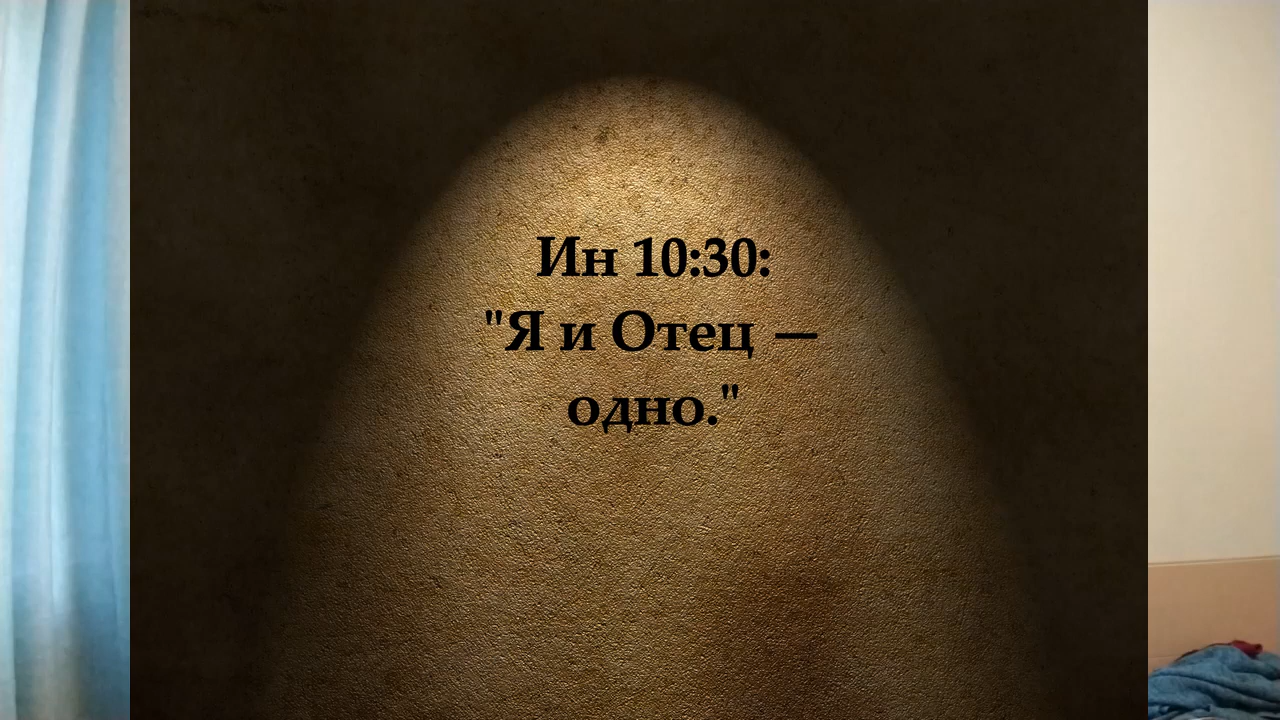 Ин 10:30:
"Я и Отец —
одно."